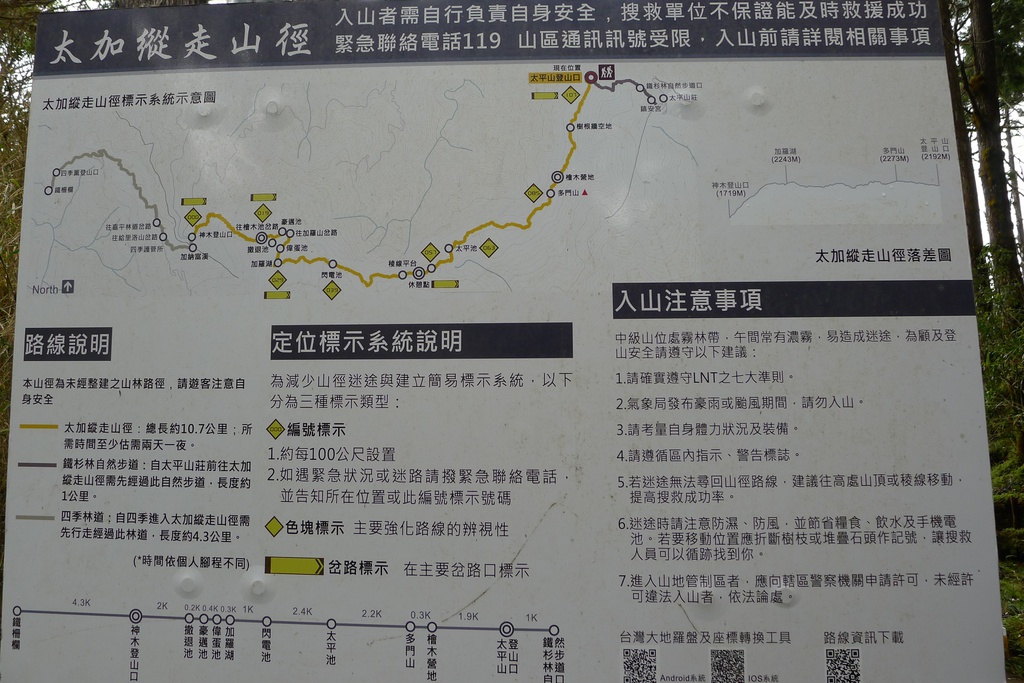 太加縱走山徑
入山者需自行負責自身安全，搜救單位不保證能及時救援成功
緊急聯絡電話119 山區通訊訊號受限，入山前請詳閱相關事項
太加縱走山徑標示系統示意圖
現在位置
太平山登山口
鐵杉林自然步道口
太平山莊
鎮安宮
樹根羅空地
檜木營地
多門山
太平池
稜線平台
休憩點
閃電池
加羅湖
偉蛋池
撤退池
往加羅山岔路
豪邁池
往檜木池岔路
神木登山口
加納富溪
四季護管所
往給里洛山岔路
往嘉平林道岔路
四季薰登山口
鐵柵欄
North
神木登山口
(1719M)
加羅湖
(2243M)
多門山
(2273M)
太平山
登山口
(2192M)
太加縱走山徑落差圖
路線說明
本山徑為未經整建之山林路徑，請遊客注意自
身安全
太加縱走山徑：總長約10.7公里；所
需時間至少估需兩天一夜。
鐵杉林自然步道：自太平山莊前往太加
縱走山徑需先經過此自然步道，長度約
1公里。
四季林道：自四季進入太加縱走山徑需
先行走經過此林道，長度約4.3公里。
(*時間依個人腳程不同)
定位標示系統說明
為減少山徑迷途與建立簡易標示系統，以下
分為三種標示類型：
編號標示
1.約每100公尺設置
2.如遇緊急狀況或迷路請撥緊急聯絡電話，
並告知所在位置或此編號標示號碼
色塊標示 主要強化路線的辨視性
岔路標示 在主要岔路口標示
入山注意事項
中級山位處霧林帶，午間常有濃霧，易造成迷途，為顧及登
山安全請遵守以下建議：
1.請確實遵守LNT之七大準則。
2.氣象局發布豪雨或颱風期間，請勿入山。
3.請考量自身體力狀況及裝備。
4.請遵循區內指示、警告標誌。
5.若迷途無法尋回山徑路線，建議往高處山頂或稜線移動，
提高搜救成功率。
6.迷途時請注意防濕、防風，並節省糧食、飲水及手機電
池。若要移動位置應折斷樹枝或堆疊石頭作記號，讓搜救
人員可以循跡找到你。
7.進入山地管制區者，應向轄區警察機關申請許可，未經許
可違法入山者，依法論處。
4.3K 2K 0.2K 0.4K 0.3K 1K 2.4K 2.2K 0.3K 1.9K 1K
鐵柵欄
神木登山口
撤退池
豪邁池
偉蛋池
加羅湖
閃電池
太平池
多門山
檜木營地
太平山
登山口
鐵杉林自
然步道口
台灣大地羅盤及座標轉換工具
路線資訊下載
Android系統
IOS系統